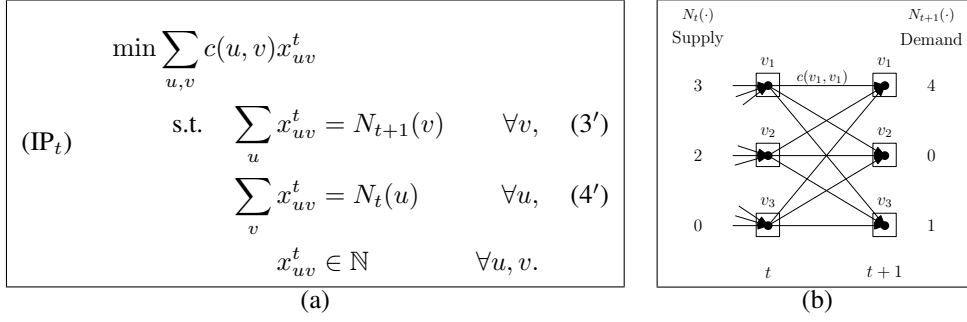 min ∑_{u,v} c(u, v)x^t_{uv}
s.t. ∑_u x^t_{uv} = N_{t+1}(v) ∀v, (3′)
(IP_t)
∑_v x^t_{uv} = N_t(u) ∀u, (4′)
x^t_{uv} ∈ ℕ ∀u, v.
(a)
N_t(·) N_{t+1}(·)
Supply Demand
v_1 c(v_1, v_1) v_1
3 4
v_2 v_2
2 0
v_3 v_3
0 1
t t + 1
(b)